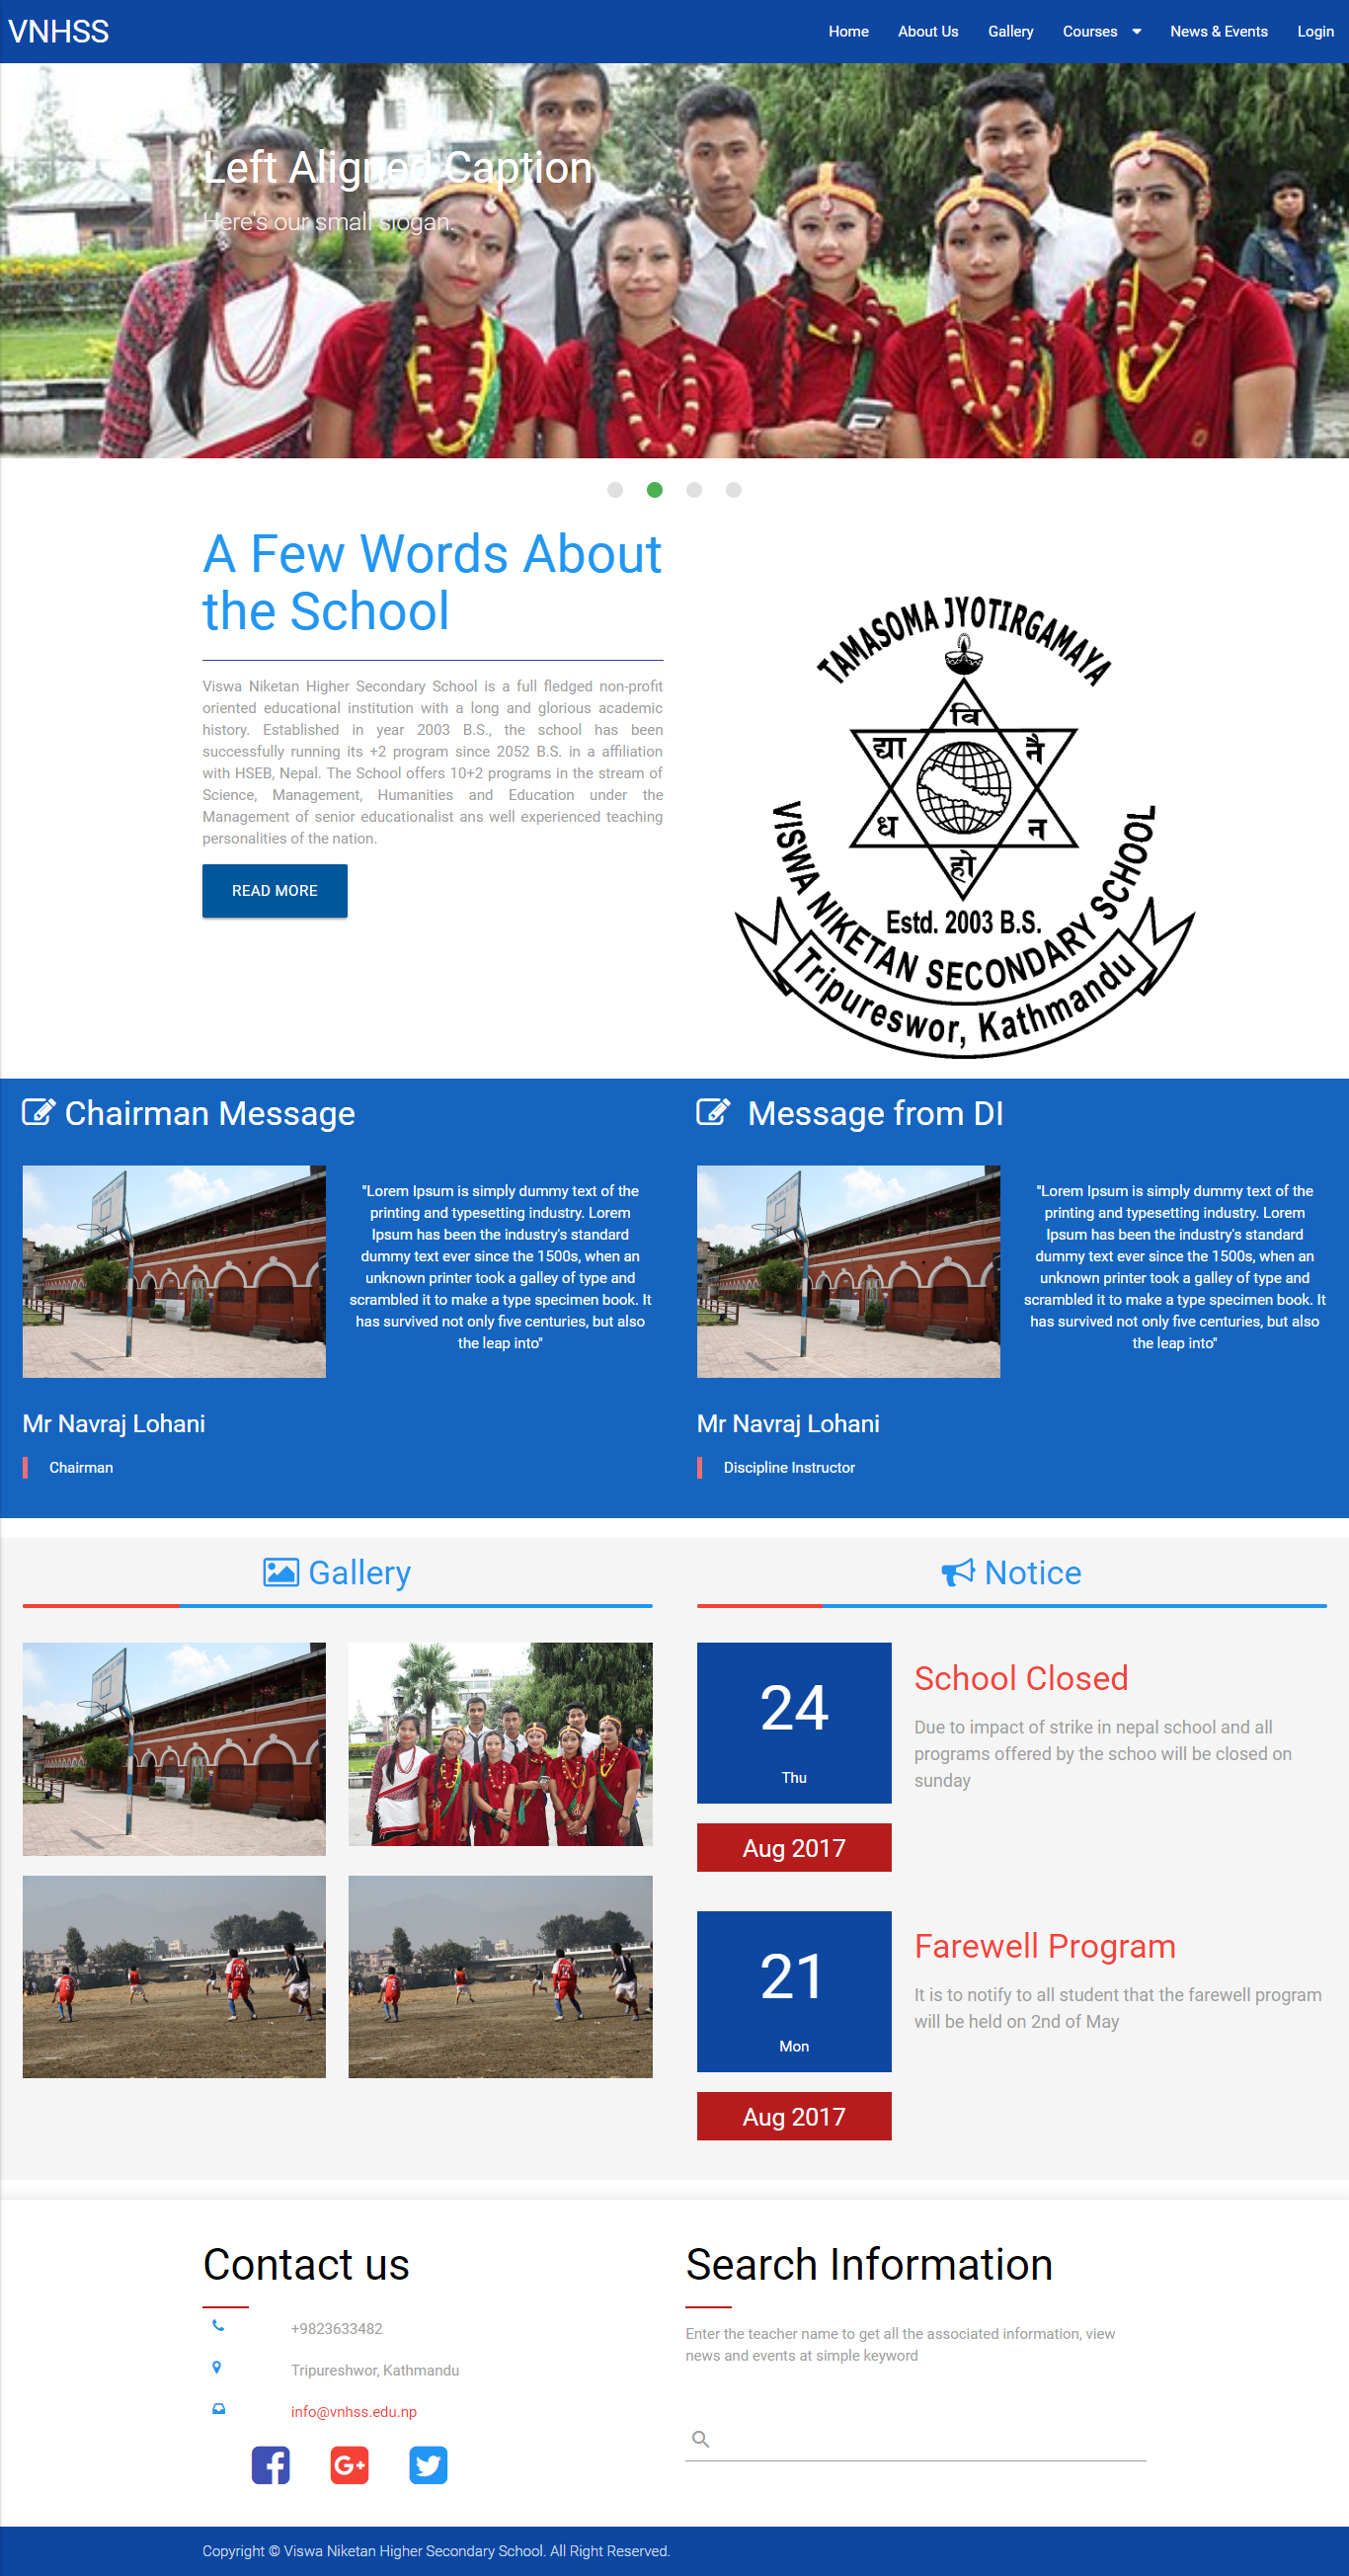 VNHSS
Home
About Us
Gallery
Courses
News & Events
Login
Left Aligned Caption
Here's our small slogan.
A Few Words About
the School
Viswa Niketan Higher Secondary School is a full fledged non-profit
oriented educational institution with a long and glorious academic
history. Established in year 2003 B.S., the school has been
successfully running its +2 program since 2052 B.S. in a affiliation
with HSEB, Nepal. The School offers 10+2 programs in the stream of
Science, Management, Humanities and Education under the
Management of senior educationalist ans well experienced teaching
personalities of the nation.
READ MORE
TAMASOMA JYOTIRGAMAYA
वि
द्या
नै
ध
न
हो
Estd. 2003 B.S.
VISWA NIKETAN SECONDARY SCHOOL
Tripureswor, Kathmandu
Chairman Message
"Lorem Ipsum is simply dummy text of the
printing and typesetting industry. Lorem
Ipsum has been the industry's standard
dummy text ever since the 1500s, when an
unknown printer took a galley of type and
scrambled it to make a type specimen book. It
has survived not only five centuries, but also
the leap into"
Mr Navraj Lohani
Chairman
Message from DI
"Lorem Ipsum is simply dummy text of the
printing and typesetting industry. Lorem
Ipsum has been the industry's standard
dummy text ever since the 1500s, when an
unknown printer took a galley of type and
scrambled it to make a type specimen book. It
has survived not only five centuries, but also
the leap into"
Mr Navraj Lohani
Discipline Instructor
Gallery
Notice
24
Thu
Aug 2017
School Closed
Due to impact of strike in nepal school and all
programs offered by the schoo will be closed on
sunday
21
Mon
Aug 2017
Farewell Program
It is to notify to all student that the farewell program
will be held on 2nd of May
Contact us
+9823633482
Tripureshwor, Kathmandu
info@vnhss.edu.np
Search Information
Enter the teacher name to get all the associated information, view
news and events at simple keyword
Copyright © Viswa Niketan Higher Secondary School. All Right Reserved.